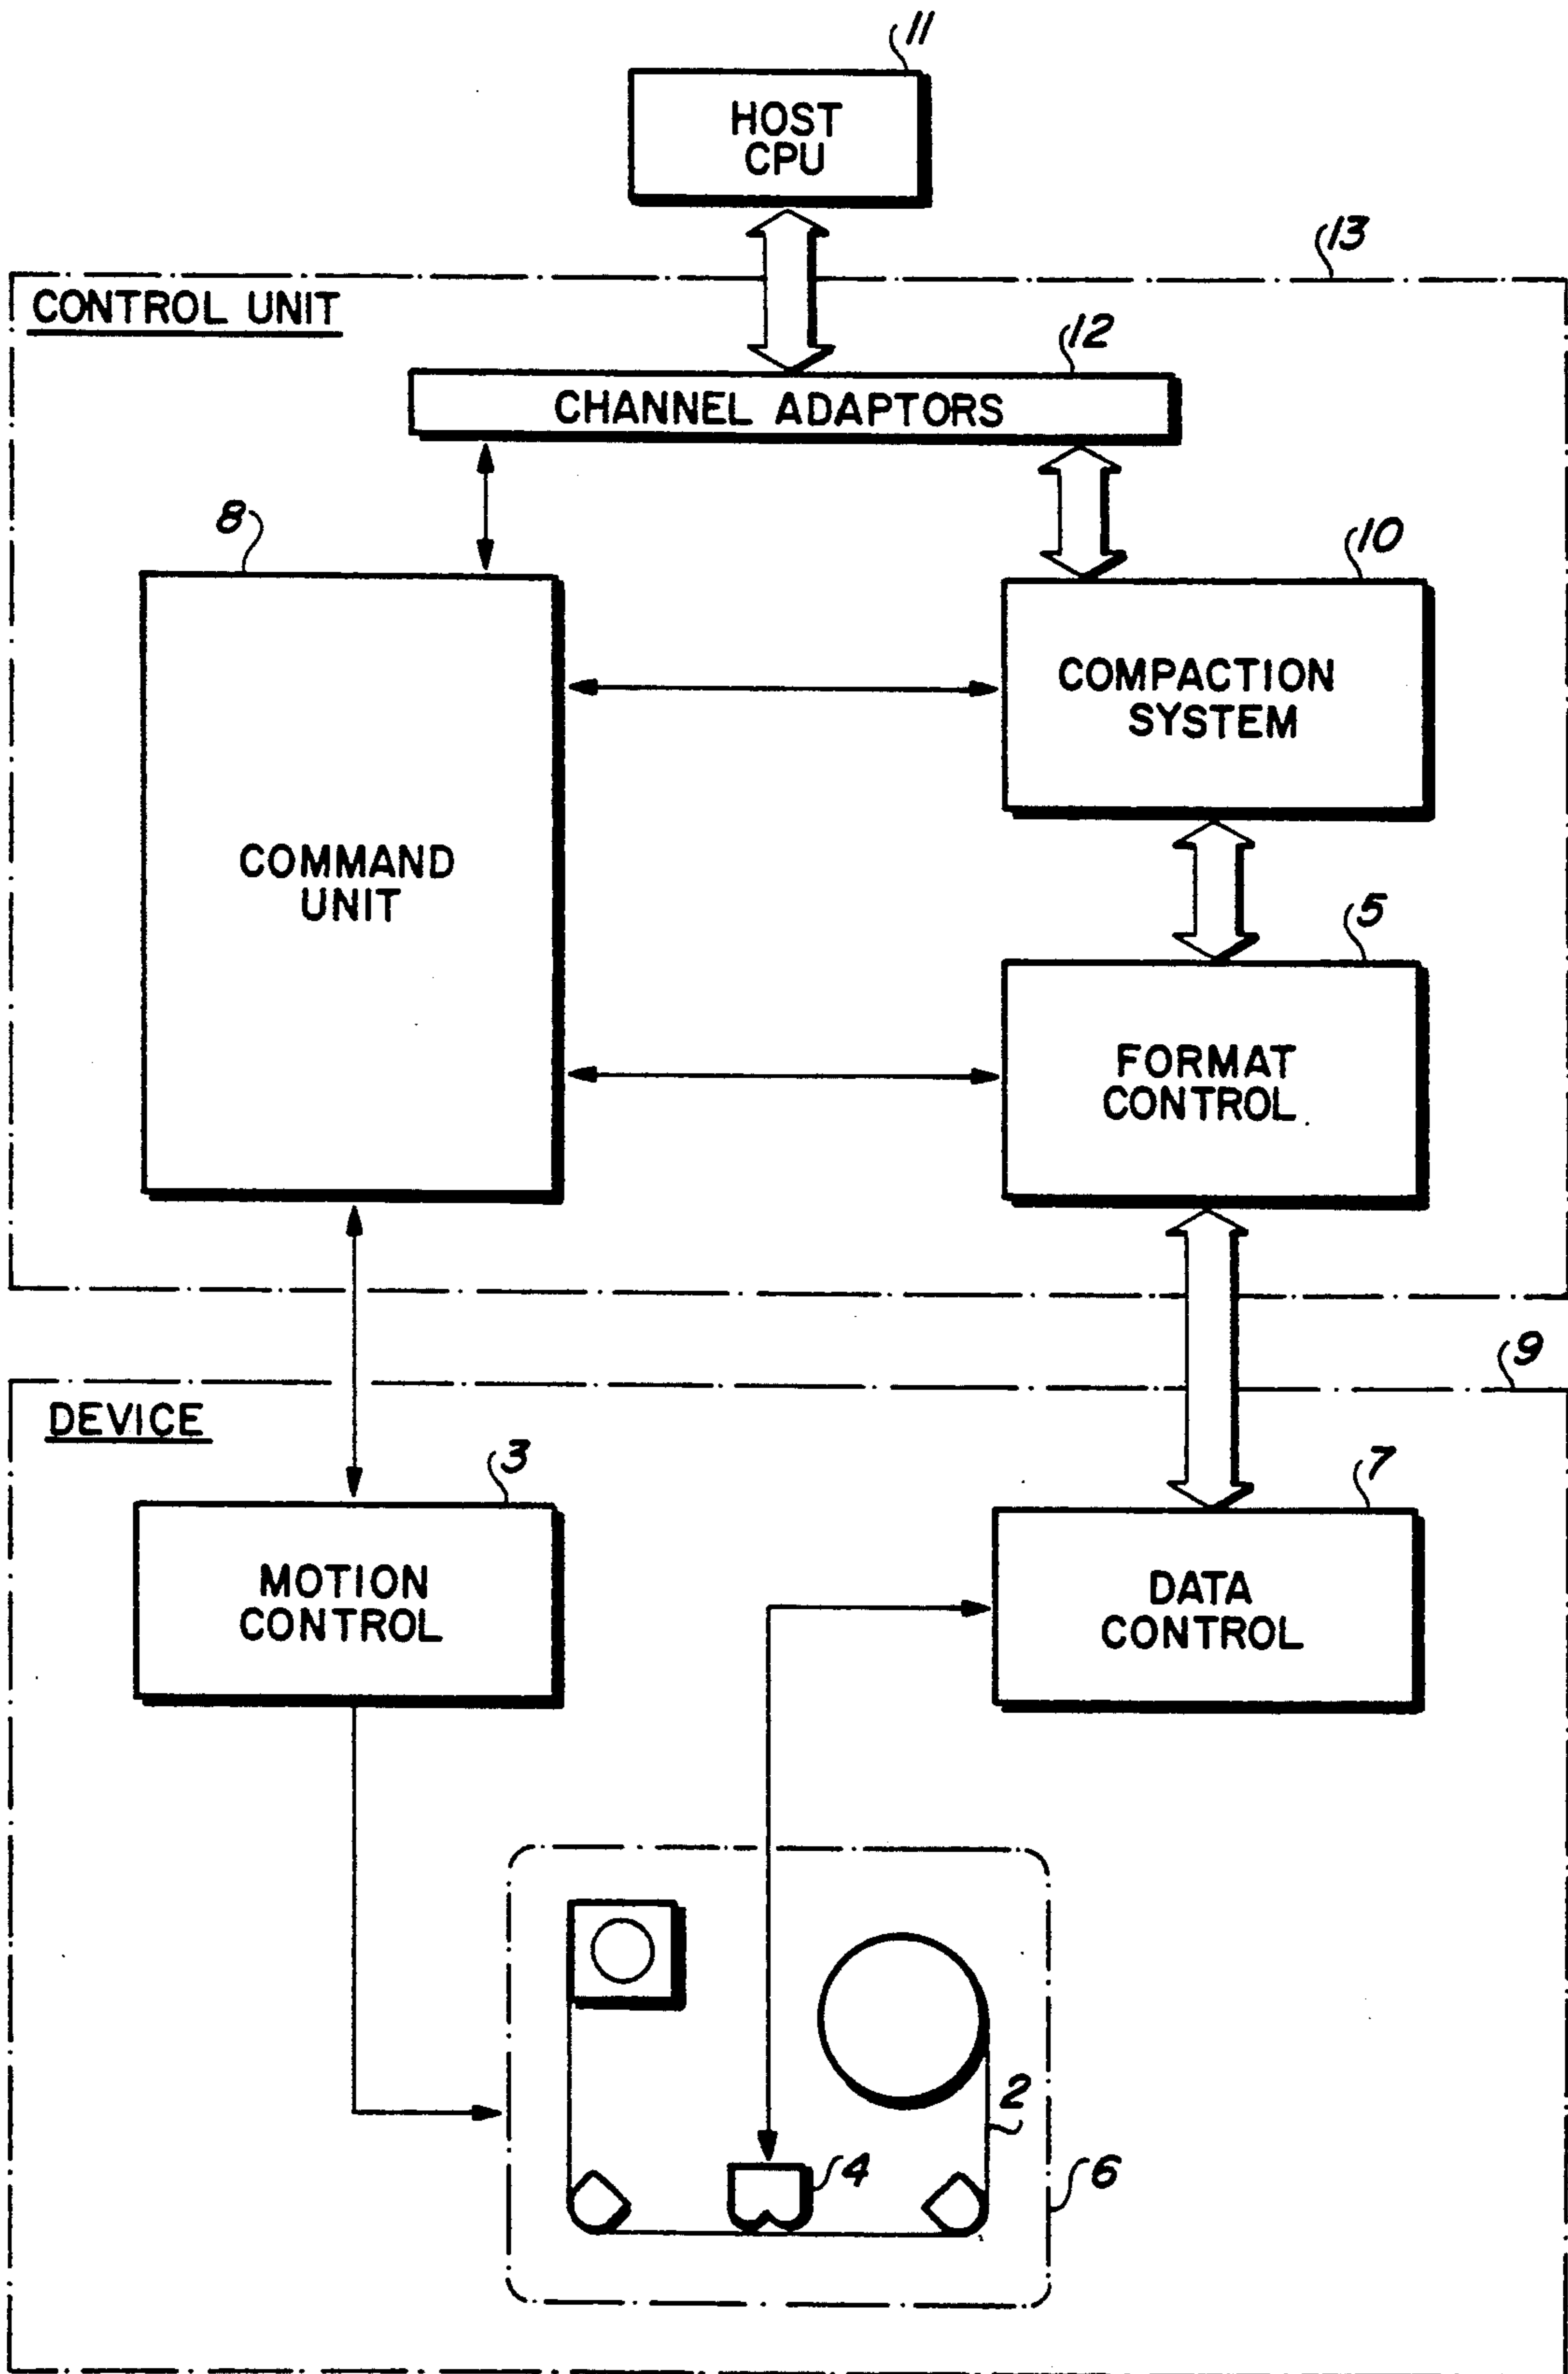 11
HOST
CPU
13
CONTROL UNIT
12
CHANNEL ADAPTORS
8
10
COMPACTION
SYSTEM
COMMAND
UNIT
5
FORMAT
CONTROL
9
DEVICE
3
7
MOTION
CONTROL
DATA
CONTROL
2
4
6